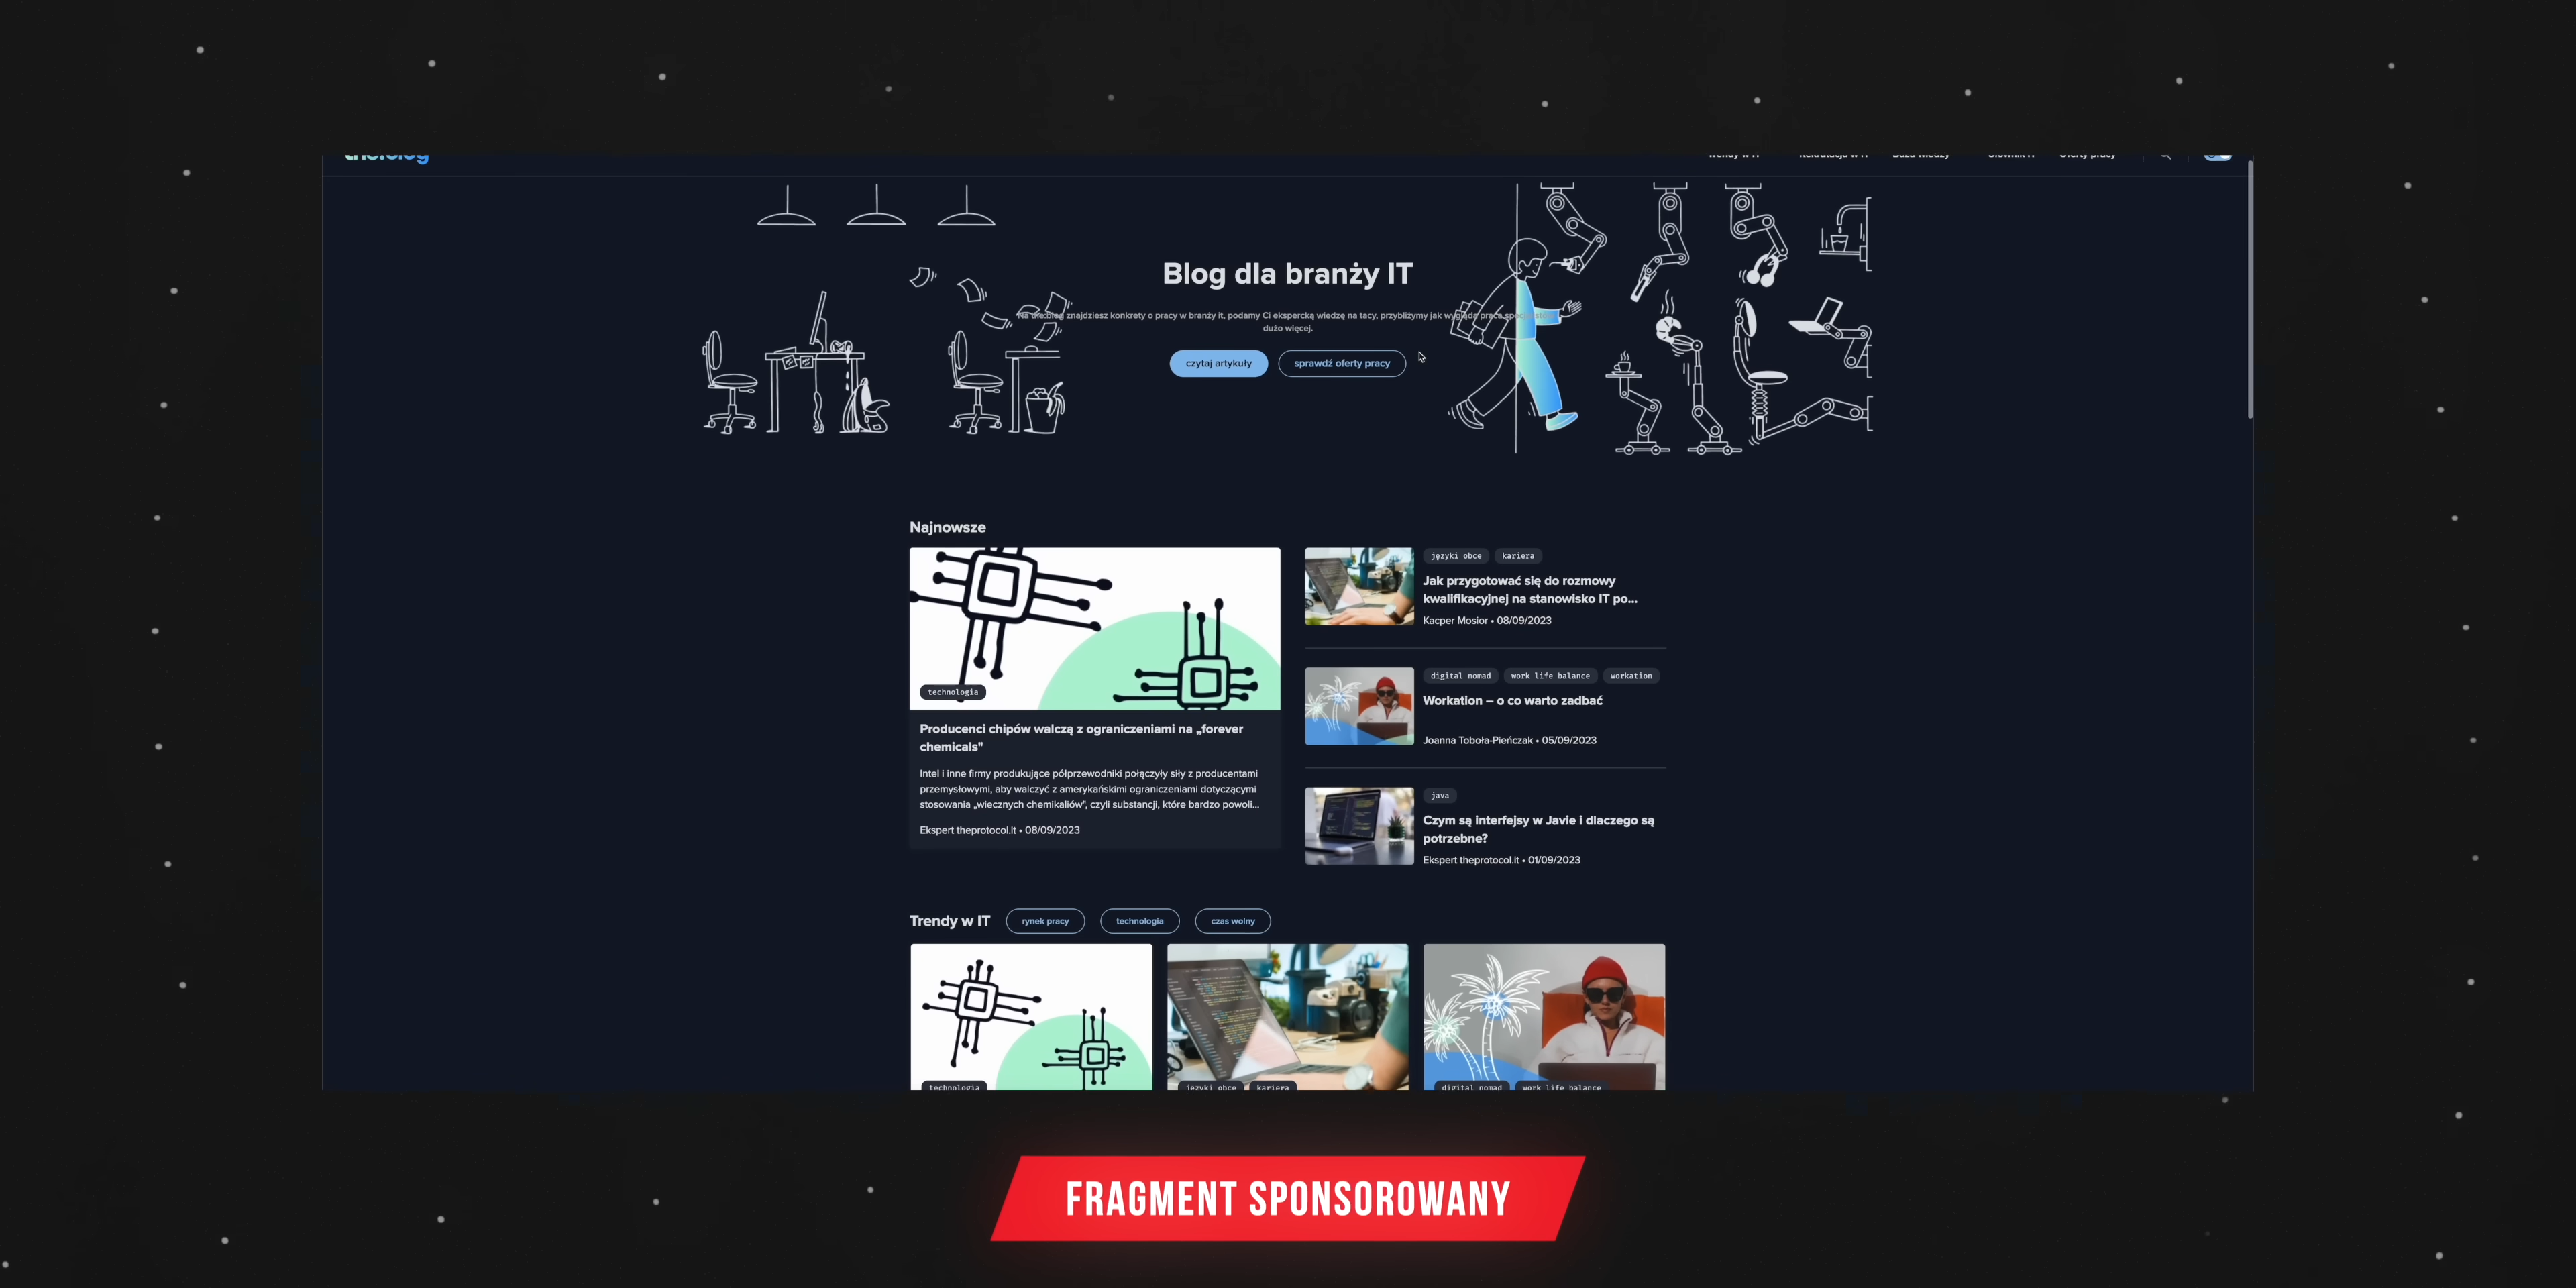 the.blog
Trendy w IT Rekrutacja w IT Baza wiedzy Słownik IT Oferty pracy
Blog dla branży IT
Na the:blog znajdziesz konkrety o pracy w branży it, podamy Ci ekspercką wiedzę na tacy, przybliżymy jak wygląda praca
dużo więcej.
czytaj artykuły
sprawdź oferty pracy
Najnowsze
technologia
Producenci chipów walczą z ograniczeniami na „forever
chemicals"
Intel i inne firmy produkujące półprzewodniki połączyły siły z producentami
przemysłowymi, aby walczyć z amerykańskimi ograniczeniami dotyczącymi
stosowania „wiecznych chemikaliów", czyli substancji, które bardzo powoli...
Ekspert theprotocol.it • 08/09/2023
języki obce kariera
Jak przygotować się do rozmowy
kwalifikacyjnej na stanowisko IT po...
Kacper Mosior • 08/09/2023
digital nomad work life balance workation
Workation – o co warto zadbać
Joanna Toboła-Pieńczak • 05/09/2023
java
Czym są interfejsy w Javie i dlaczego są
potrzebne?
Ekspert theprotocol.it • 01/09/2023
Trendy w IT
rynek pracy
technologia
czas wolny
technologia
języki obce kariera
digital nomad work life balance
FRAGMENT SPONSOROWANY